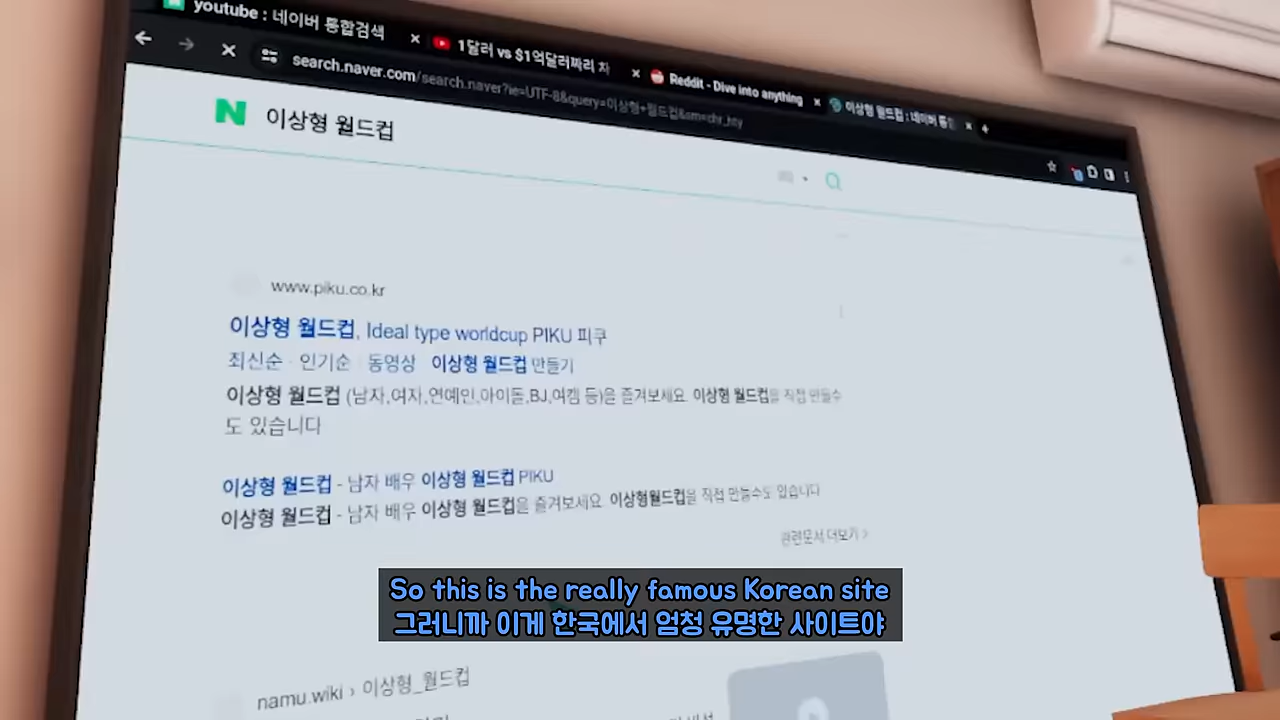 youtube : 네이버 통합검색
1달러 vs $1억달러짜리 차
Reddit - Dive into anything
이상형 월드컵 : 네이버 통
search.naver.com/search.naver?ie=UTF-8&query=이상형+월드컵&sm=chr_hty
N 이상형 월드컵
www.piku.co.kr
이상형 월드컵, Ideal type worldcup PIKU 피쿠
최신순 · 인기순 · 동영상 이상형 월드컵 만들기
이상형 월드컵 (남자,여자,연예인,아이돌,BJ,여캠 등)을 즐겨보세요. 이상형 월드컵을 직접 만들수
도 있습니다
이상형 월드컵 - 남자 배우 이상형 월드컵 PIKU
이상형 월드컵 - 남자 배우 이상형 월드컵을 즐겨보세요. 이상형월드컵을 직접 만들수도 있습니다
관련문서 더보기 >
So this is the really famous Korean site
그러니까 이게 한국에서 엄청 유명한 사이트야
namu.wiki › 이상형_월드컵